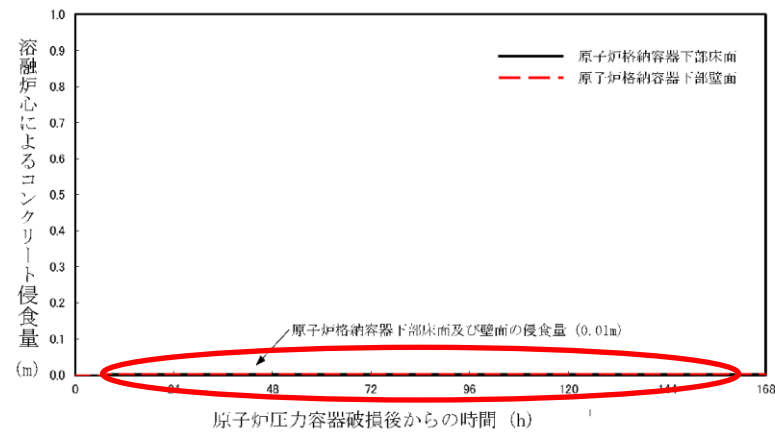 溶融炉心によるコンクリート侵食量
(m)
1.0
0.9
0.8
0.7
0.6
0.5
0.4
0.3
0.2
0.1
0.0
原子炉格納容器下部床面
原子炉格納容器下部壁面
原子炉格納容器下部床面及び壁面の侵食量 (0.01m)
0 24 48 72 96 120 144 168
原子炉圧力容器破損後からの時間 (h)